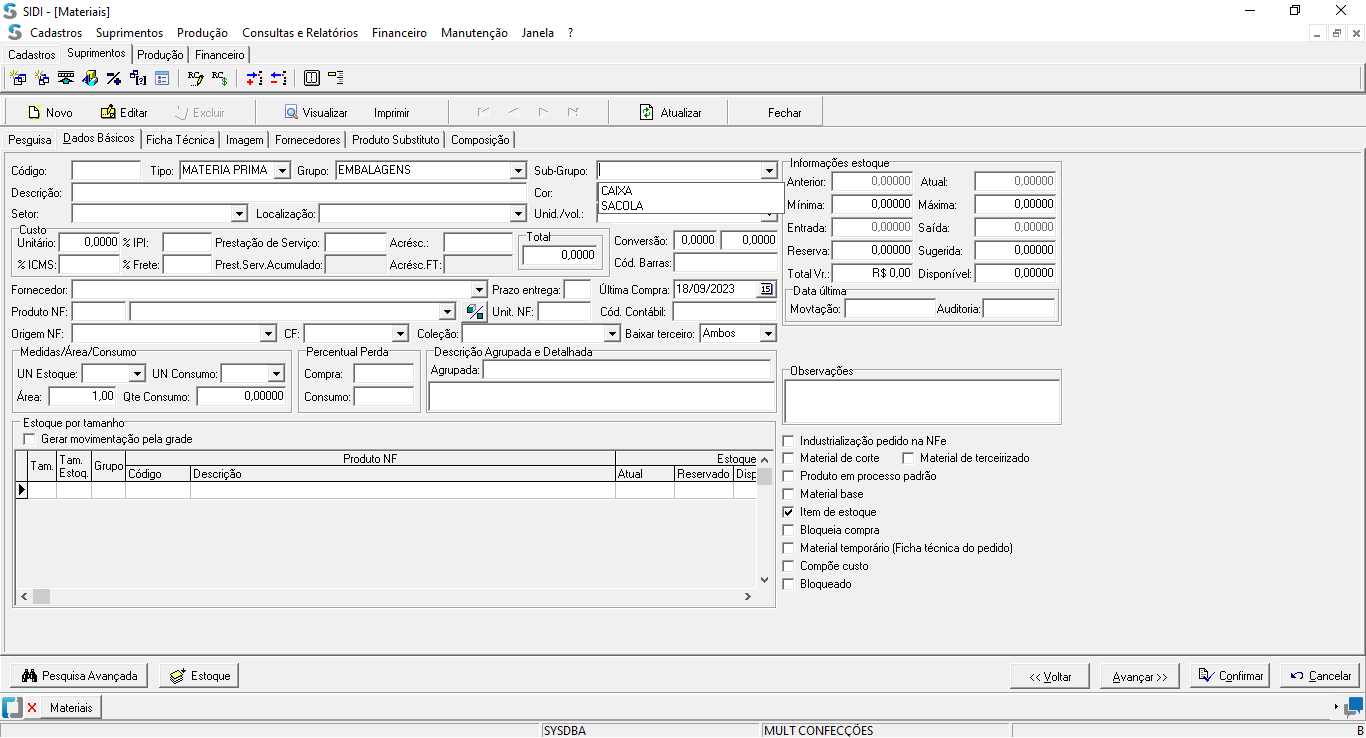 SIDI - [Materiais]
Cadastros Suprimentos Produção Consultas e Relatórios Financeiro Manutenção Janela ?
Cadastros Suprimentos Produção Financeiro
Novo Editar Excluir Visualizar Imprimir Atualizar Fechar
Pesquisa Dados Básicos Ficha Técnica Imagem Fornecedores Produto Substituto Composição
Código: Tipo: MATERIA PRIMA Grupo: EMBALAGENS Sub-Grupo:
Descrição: Cor: CAIXA
Setor: Localização: Unid./vol.: SACOLA
Custo
Unitário: 0,0000 % IPI: Prestação de Serviço: Acrésc.:
% ICMS: % Frete: Prest.Serv.Acumulado: Acrésc.FT:
Total
0,0000
Conversão: 0,0000 0,0000
Cód. Barras:
Fornecedor: Prazo entrega: Última Compra: 18/09/2023 15
Produto NF: Unit. NF: Cód. Contábil:
Origem NF: CF: Coleção: Baixar terceiro: Ambos
Informações estoque
Anterior: 0,00000 Atual: 0,00000
Mínima: 0,00000 Máxima: 0,00000
Entrada: 0,00000 Saída: 0,00000
Reserva: 0,00000 Sugerida: 0,00000
Total Vr.: R$ 0,00 Disponível: 0,00000
Data última
Movtação: Auditoria:
Medidas/Área/Consumo
UN Estoque: UN Consumo:
Área: 1,00 Qte Consumo: 0,00000
Percentual Perda
Compra:
Consumo:
Descrição Agrupada e Detalhada
Agrupada:
Observações
Estoque por tamanho
Gerar movimentação pela grade
Tam. Tam. Estoq. Grupo Produto NF Estoque
Código Descrição Atual Reservado Disp
Industrialização pedido na NFe
Material de corte Material de terceirizado
Produto em processo padrão
Material base
Item de estoque
Bloqueia compra
Material temporário (Ficha técnica do pedido)
Compõe custo
Bloqueado
Pesquisa Avançada Estoque << Voltar Avançar >> Confirmar Cancelar
Materiais
SYSDBA MULT CONFECÇÕES B